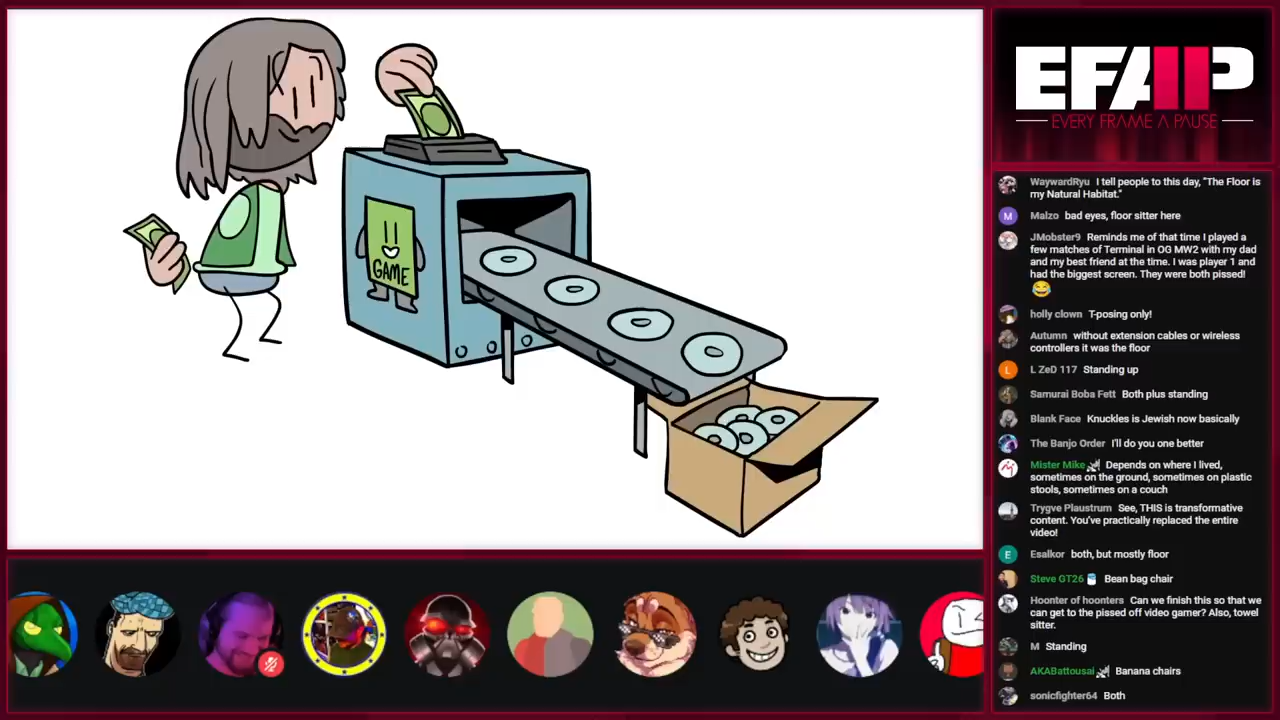 GAME
EFAP
EVERY FRAME A PAUSE
WaywardRyu I tell people to this day, "The Floor is
my Natural Habitat."
M
Malzo bad eyes, floor sitter here
JMobster9 Reminds me of that time I played a
few matches of Terminal in OG MW2 with my dad
and my best friend at the time. I was player 1 and
had the biggest screen. They were both pissed!
😂
holly clown T-posing only!
Autumn without extension cables or wireless
controllers it was the floor
L
L ZeD 117 Standing up
Samurai Boba Fett Both plus standing
Blank Face Knuckles is Jewish now basically
The Banjo Order I'll do you one better
Mister Mike Depends on where I lived,
sometimes on the ground, sometimes on plastic
stools, sometimes on a couch
Trygve Plaustrum See, THIS is transformative
content. You've practically replaced the entire
video!
E
Esalkor both, but mostly floor
Steve GT26 Bean bag chair
Hoonter of hoonters Can we finish this so that we
can get to the pissed off video gamer? Also, towel
sitter.
M Standing
AKABattousai Banana chairs
sonicfighter64 Both